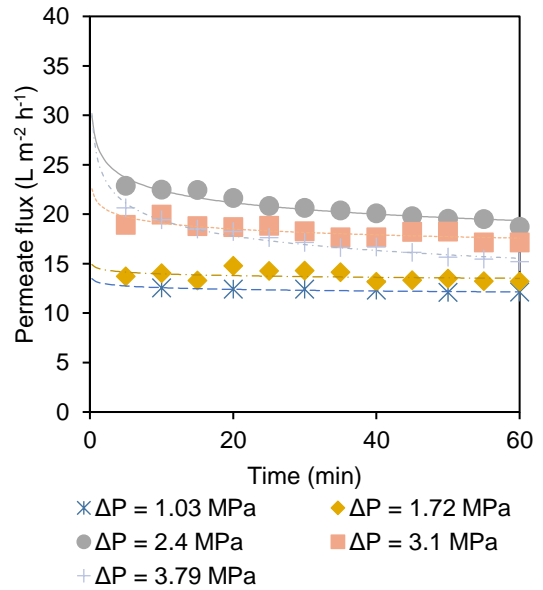 40
35
30
25
20
15
10
5
0
Permeate flux (L m⁻² h⁻¹)
0 20 40 60
Time (min)
ΔP = 1.03 MPa ΔP = 1.72 MPa
ΔP = 2.4 MPa ΔP = 3.1 MPa
ΔP = 3.79 MPa